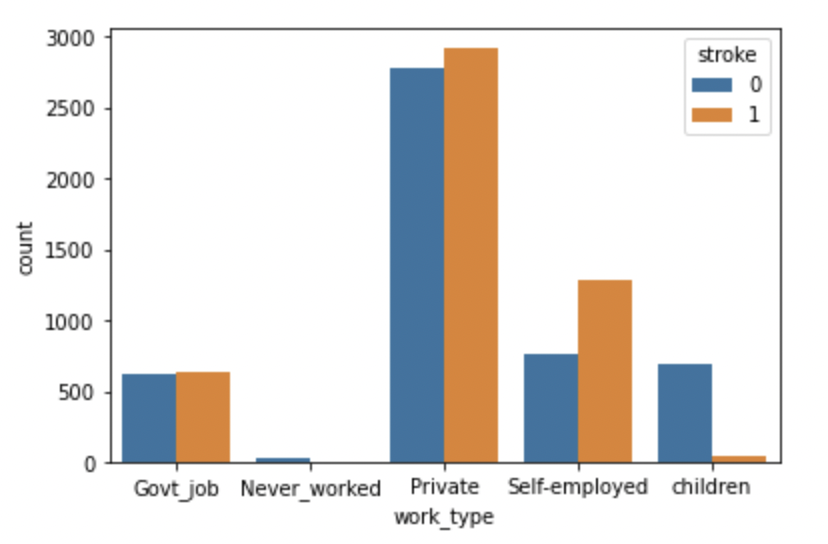 3000
2500
2000
1500
1000
500
0
count
stroke
0
1
Govt_job Never_worked Private Self-employed children
work_type